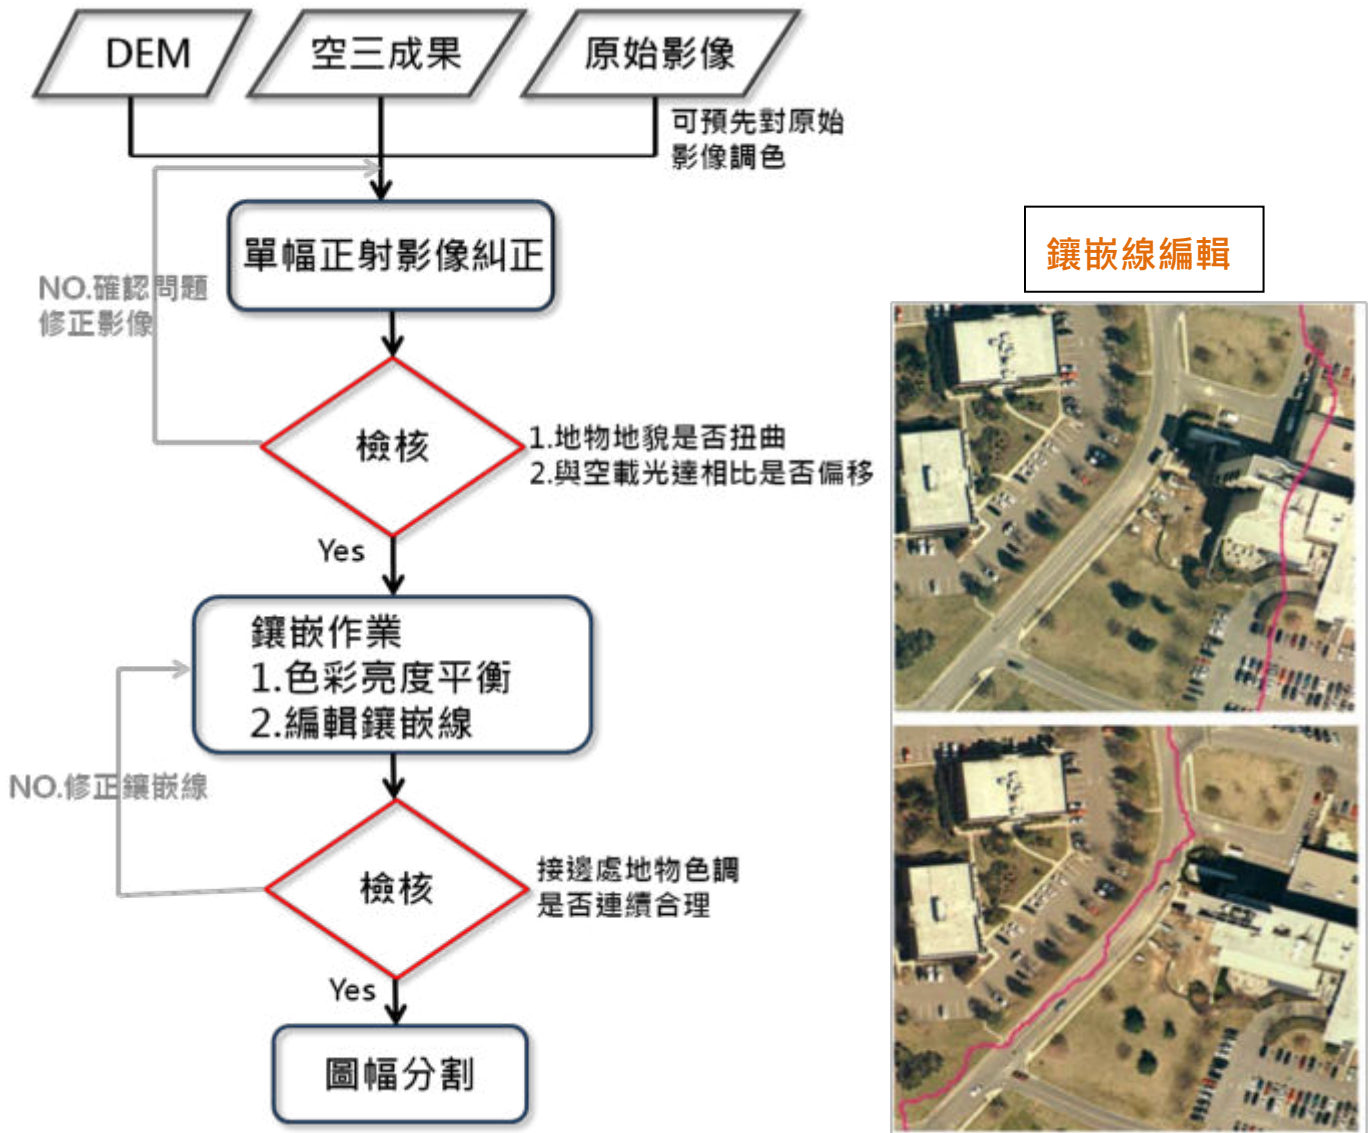 DEM
空三成果
原始影像
可預先對原始
影像調色
單幅正射影像糾正
NO.確認問題
修正影像
檢核
1.地物地貌是否扭曲
2.與空載光達相比是否偏移
Yes
鑲嵌作業
1.色彩亮度平衡
2.編輯鑲嵌線
NO.修正鑲嵌線
檢核
接邊處地物色調
是否連續合理
Yes
圖幅分割
鑲嵌線編輯